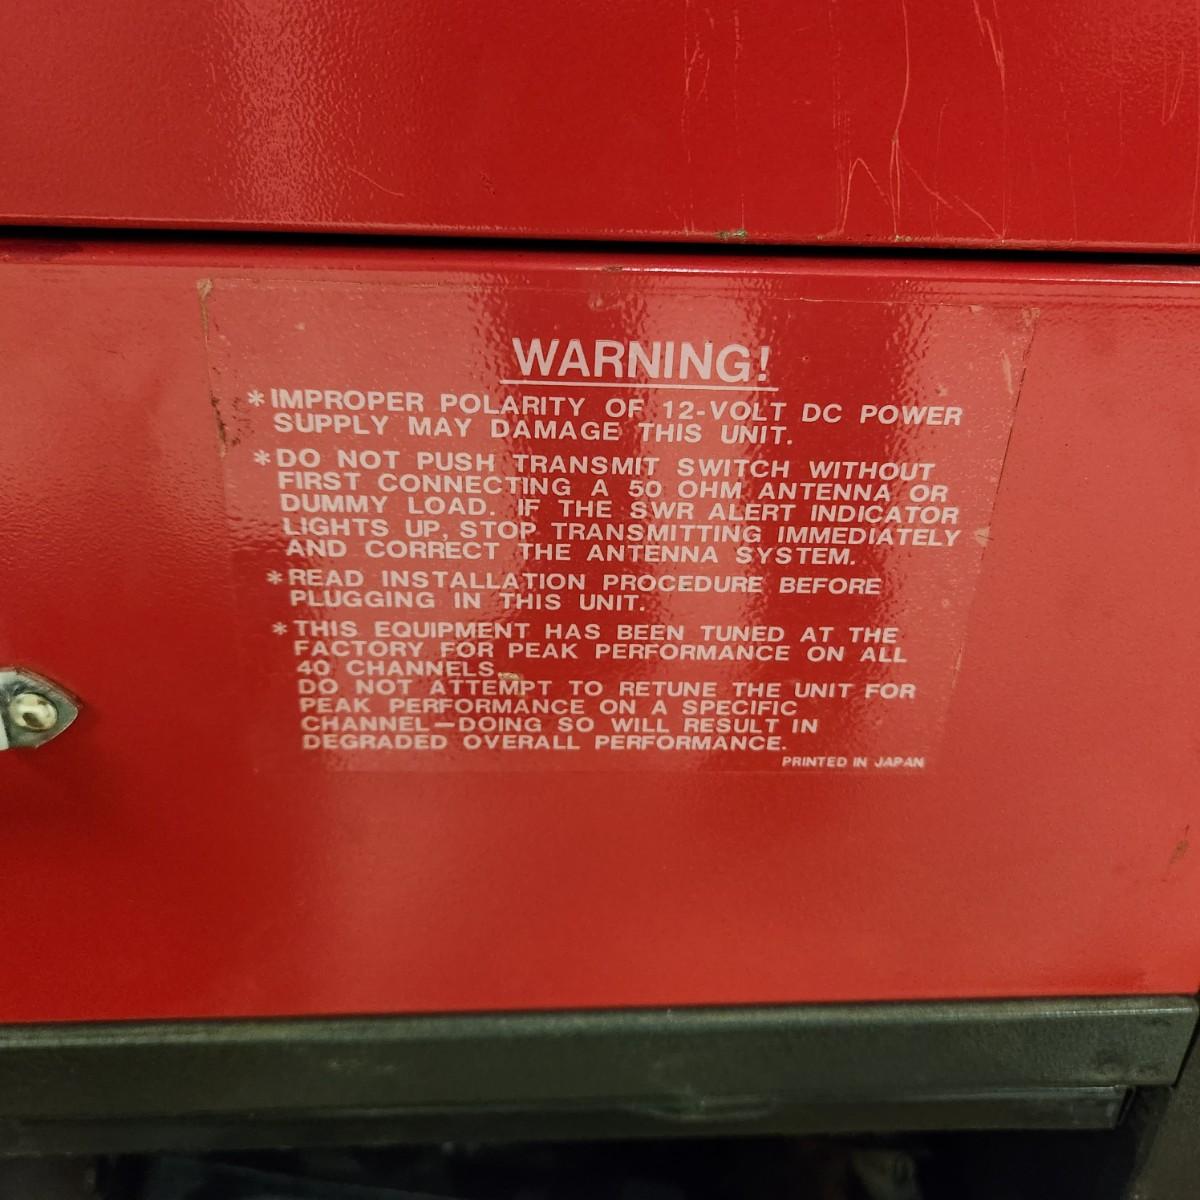 WARNING!
*IMPROPER POLARITY OF 12-VOLT DC POWER
SUPPLY MAY DAMAGE THIS UNIT.
*DO NOT PUSH TRANSMIT SWITCH WITHOUT
FIRST CONNECTING A 50 OHM ANTENNA OR
DUMMY LOAD. IF THE SWR ALERT INDICATOR
LIGHTS UP, STOP TRANSMITTING IMMEDIATELY
AND CORRECT THE ANTENNA SYSTEM.
*READ INSTALLATION PROCEDURE BEFORE
PLUGGING IN THIS UNIT.
*THIS EQUIPMENT HAS BEEN TUNED AT THE
FACTORY FOR PEAK PERFORMANCE ON ALL
40 CHANNELS.
DO NOT ATTEMPT TO RETUNE THE UNIT FOR
PEAK PERFORMANCE ON A SPECIFIC
CHANNEL—DOING SO WILL RESULT IN
DEGRADED OVERALL PERFORMANCE.
PRINTED IN JAPAN